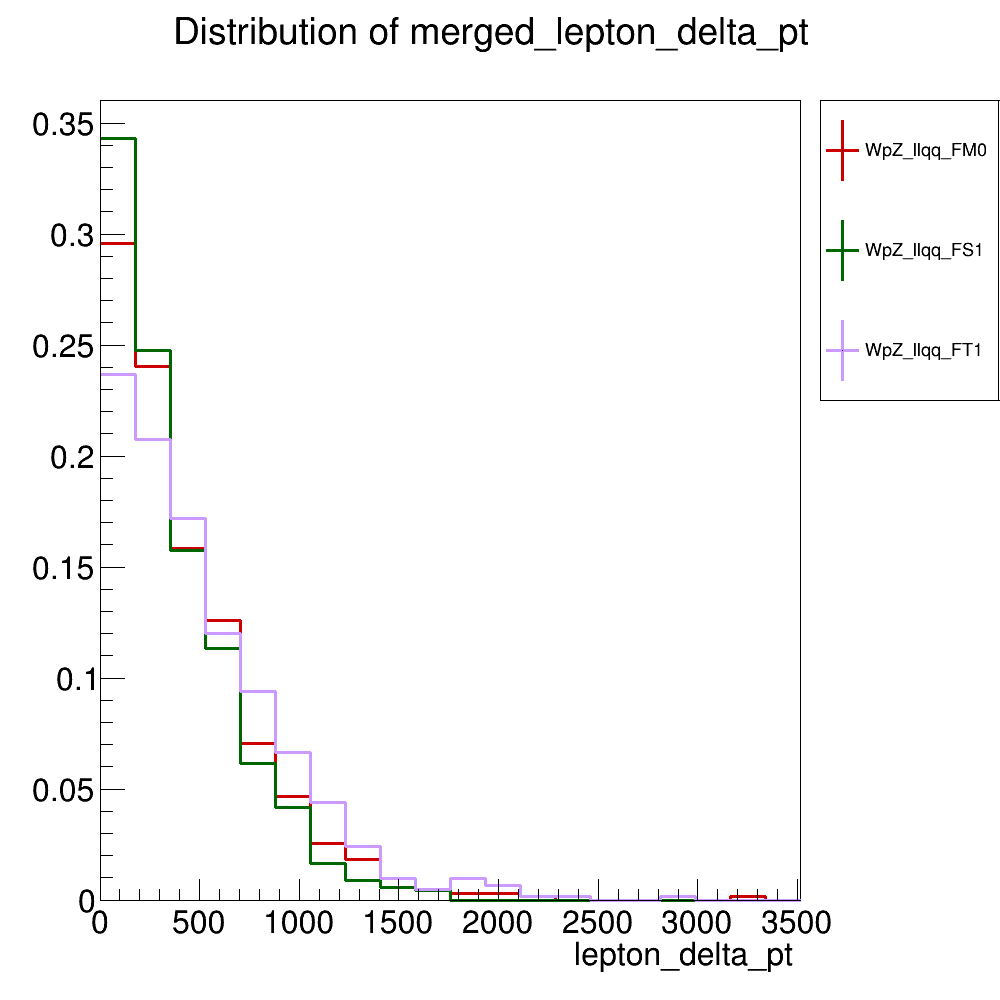 Distribution of merged_lepton_delta_pt
0.35
0.3
0.25
0.2
0.15
0.1
0.05
0
0 500 1000 1500 2000 2500 3000 3500
lepton_delta_pt
WpZ_llqq_FM0
WpZ_llqq_FS1
WpZ_llqq_FT1